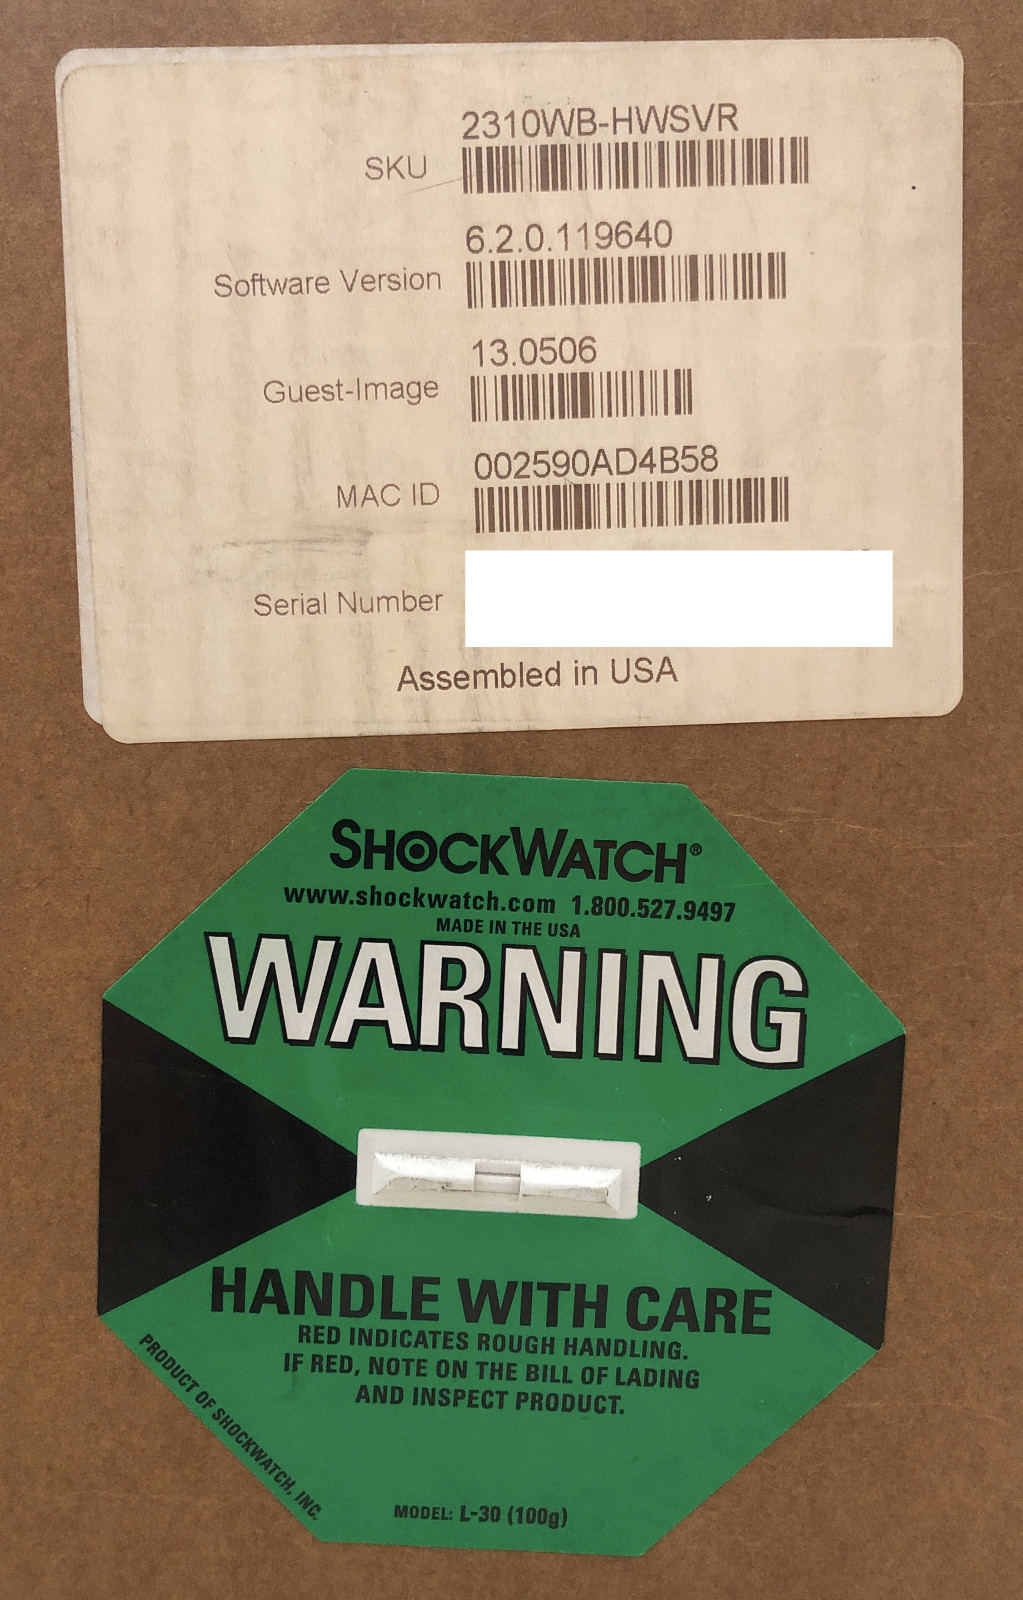 2310WB-HWSVR
SKU
6.2.0.119640
Software Version
13.0506
Guest-Image
002590AD4B58
MAC ID
Serial Number
Assembled in USA
SHOCKWATCH®
www.shockwatch.com 1.800.527.9497
MADE IN THE USA
WARNING
HANDLE WITH CARE
RED INDICATES ROUGH HANDLING.
IF RED, NOTE ON THE BILL OF LADING
AND INSPECT PRODUCT.
PRODUCT OF SHOCKWATCH, INC.
MODEL: L-30 (100g)